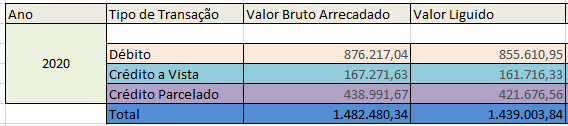 Ano Tipo de Transação Valor Bruto Arrecadado Valor Liguido
2020
Débito 876.217,04 855.610,95
Crédito a Vista 167.271,63 161.716,33
Crédito Parcelado 438.991,67 421.676,56
Total 1.482.480,34 1.439.003,84